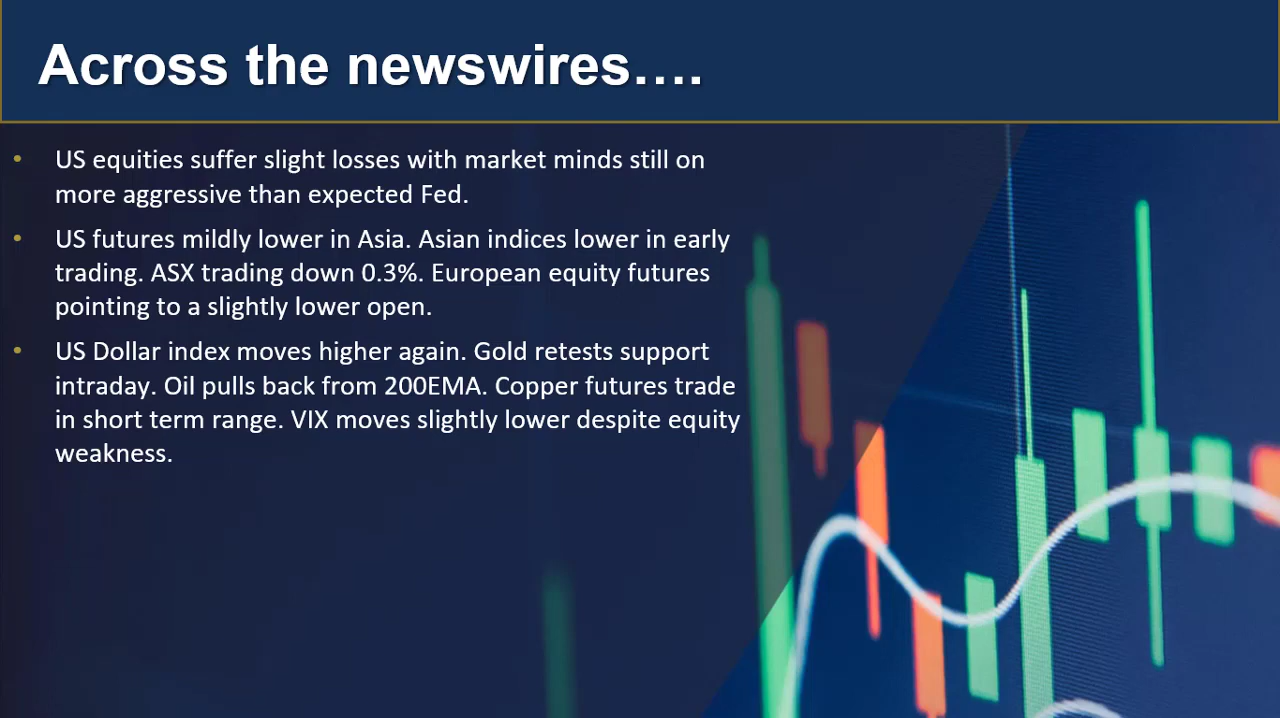 Across the newswires….
• US equities suffer slight losses with market minds still on
more aggressive than expected Fed.
• US futures mildly lower in Asia. Asian indices lower in early
trading. ASX trading down 0.3%. European equity futures
pointing to a slightly lower open.
• US Dollar index moves higher again. Gold retests support
intraday. Oil pulls back from 200EMA. Copper futures trade
in short term range. VIX moves slightly lower despite equity
weakness.